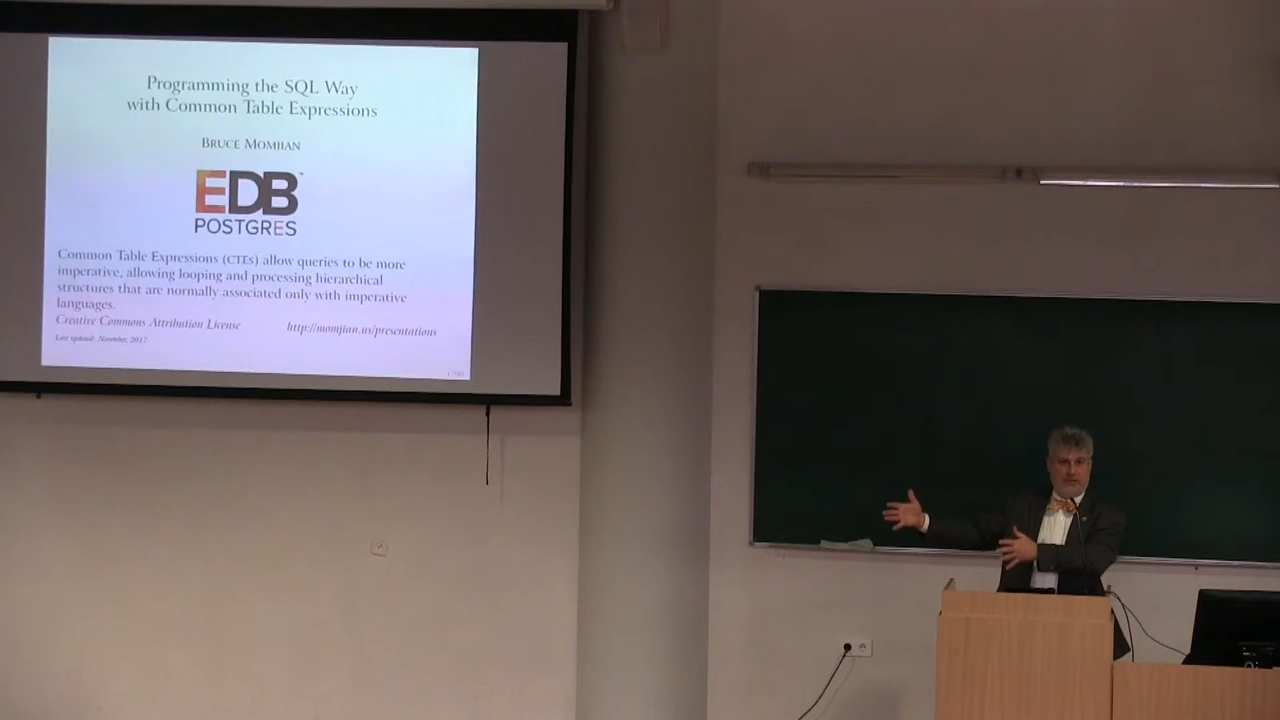 Programming the SQL Way
with Common Table Expressions
BRUCE MOMJIAN
EDB
POSTGRES
Common Table Expressions (CTEs) allow queries to be more
imperative, allowing looping and processing hierarchical
structures that are normally associated only with imperative
languages.
Creative Commons Attribution License http://momjian.us/presentations
Last updated: November, 2017